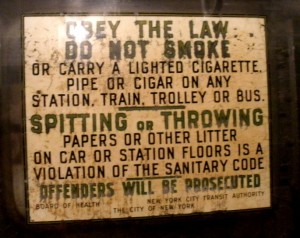 OBEY THE LAW
DO NOT SMOKE
OR CARRY A LIGHTED CIGARETTE,
PIPE OR CIGAR ON ANY
STATION, TRAIN, TROLLEY OR BUS.
SPITTING OR THROWING
PAPERS OR OTHER LITTER
ON CAR OR STATION FLOORS IS A
VIOLATION OF THE SANITARY CODE
OFFENDERS WILL BE PROSECUTED
BOARD OF HEALTH NEW YORK CITY TRANSIT AUTHORITY
THE CITY OF NEW YORK